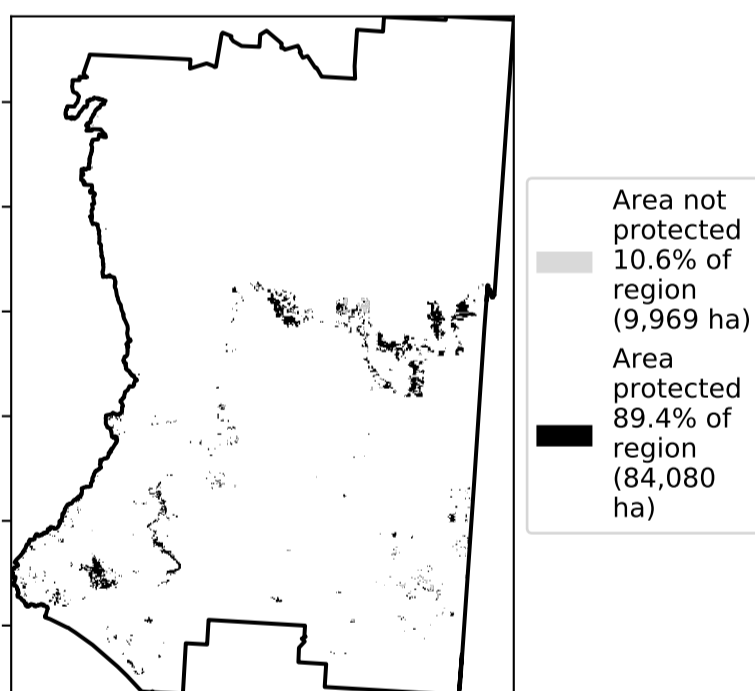 Area not
protected
10.6% of
region
(9,969 ha)
Area
protected
89.4% of
region
(84,080
ha)